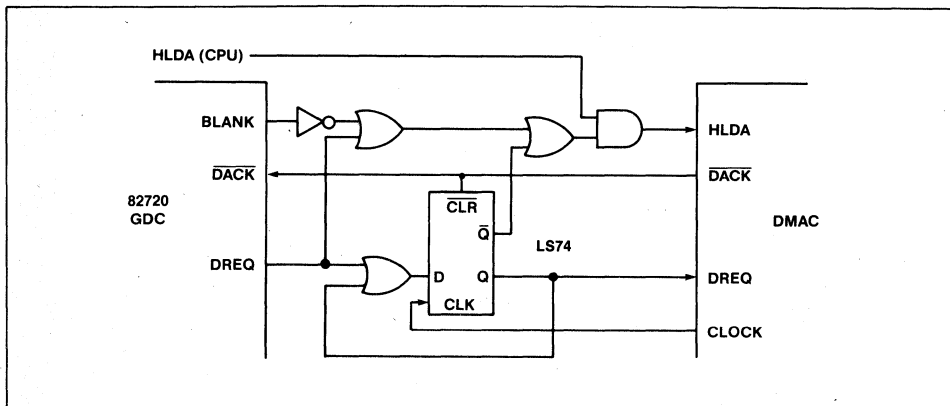 HLDA (CPU)
BLANK
HLDA
DACK
CLR
DACK
82720
GDC
Q
LS74
DMAC
DREQ
D
Q
DREQ
CLK
CLOCK